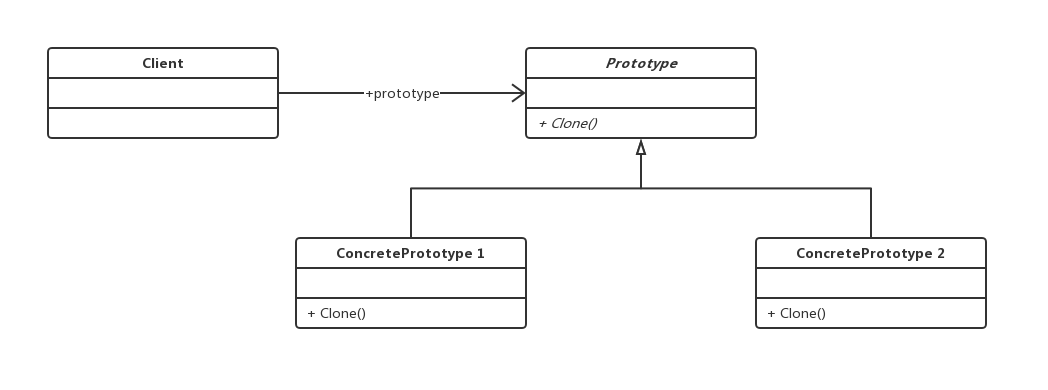 Client
Prototype
+prototype
+ Clone()
ConcretePrototype 1
ConcretePrototype 2
+ Clone()
+ Clone()